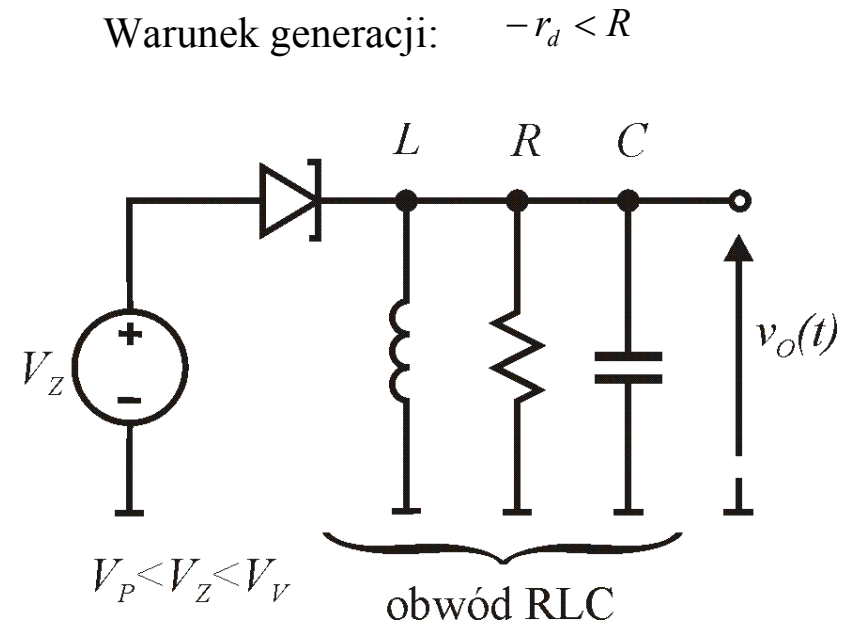 Warunek generacji: −r_d < R
L R C
+
−
V_Z
v_O(t)
V_P<V_Z<V_V
obwód RLC